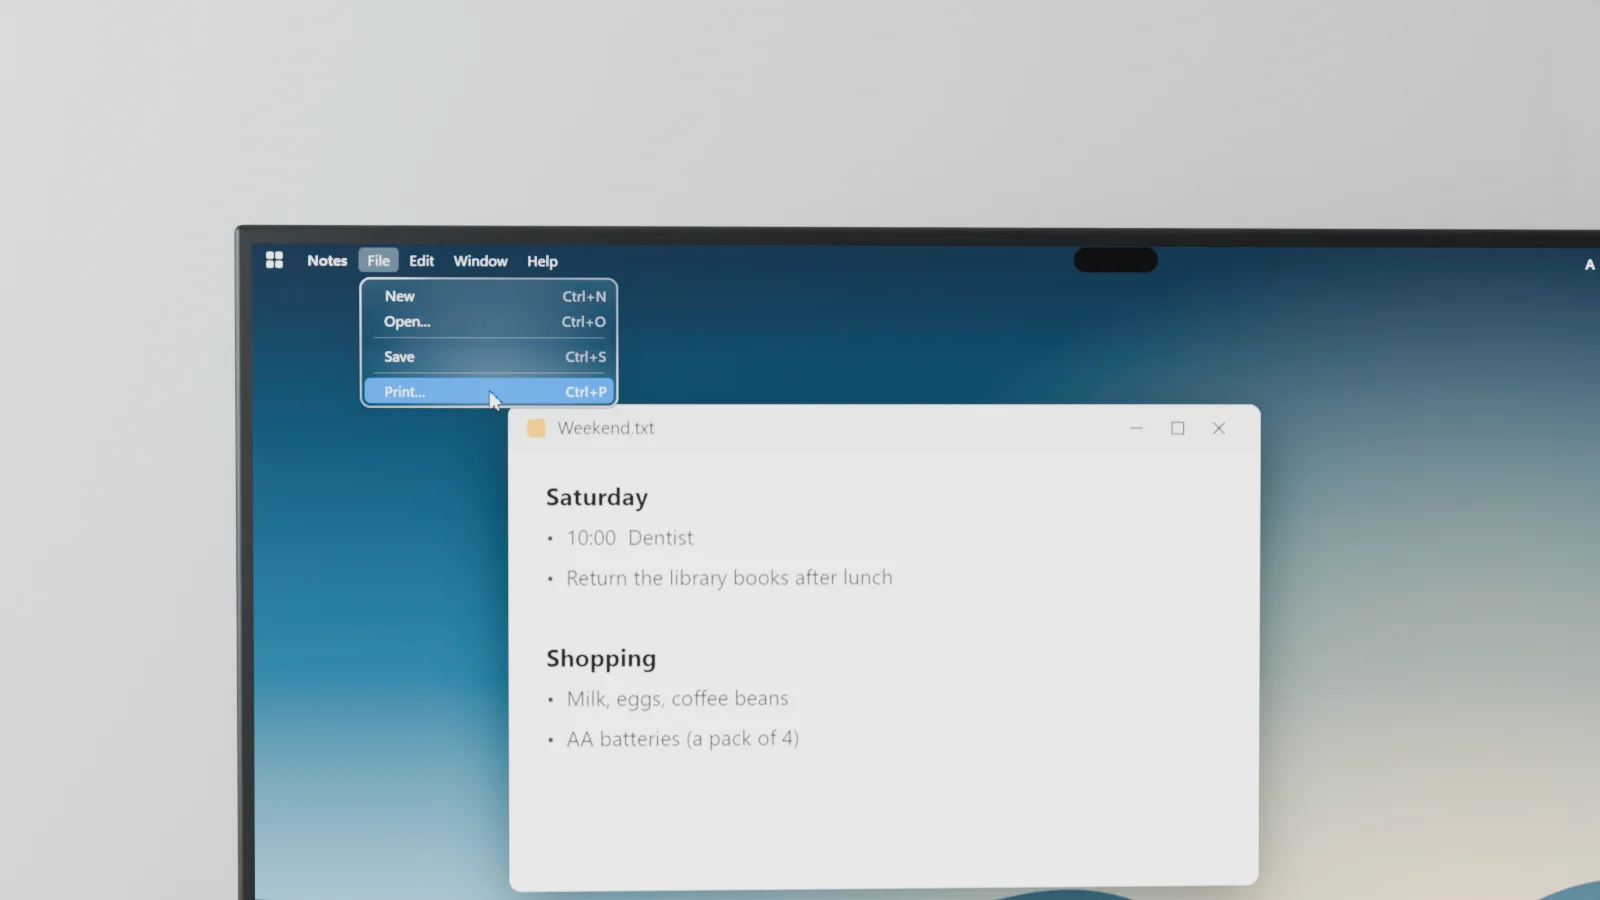 Notes File Edit Window Help A
New Ctrl+N
Open... Ctrl+O
Save Ctrl+S
Print... Ctrl+P
Weekend.txt
Saturday
• 10:00 Dentist
• Return the library books after lunch
Shopping
• Milk, eggs, coffee beans
• AA batteries (a pack of 4)